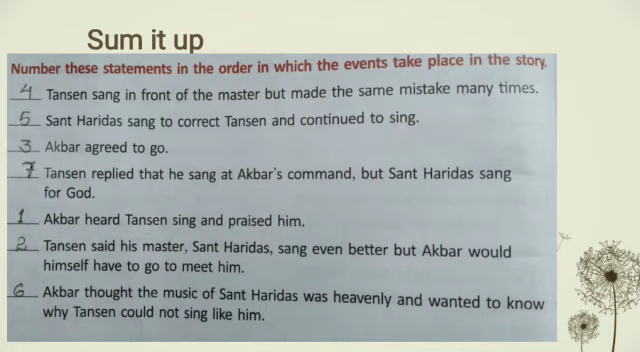 Sum it up
Number these statements in the order in which the events take place in the story.
4 Tansen sang in front of the master but made the same mistake many times.
5 Sant Haridas sang to correct Tansen and continued to sing.
3 Akbar agreed to go.
7 Tansen replied that he sang at Akbar's command, but Sant Haridas sang
for God.
1 Akbar heard Tansen sing and praised him.
2 Tansen said his master, Sant Haridas, sang even better but Akbar would
himself have to go to meet him.
6 Akbar thought the music of Sant Haridas was heavenly and wanted to know
why Tansen could not sing like him.